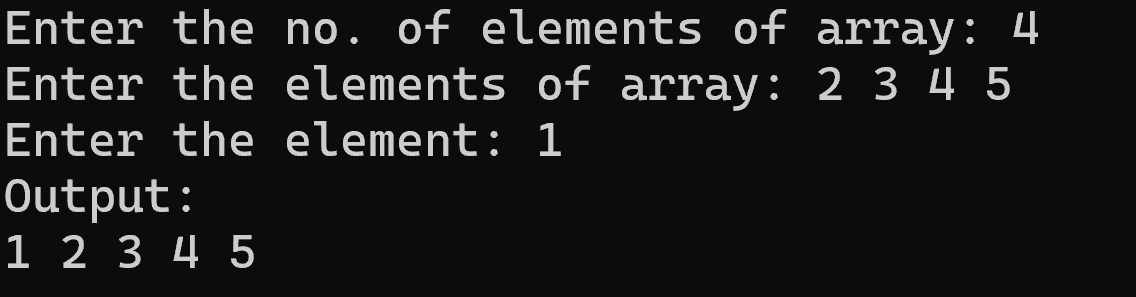 Enter the no. of elements of array: 4
Enter the elements of array: 2 3 4 5
Enter the element: 1
Output:
1 2 3 4 5